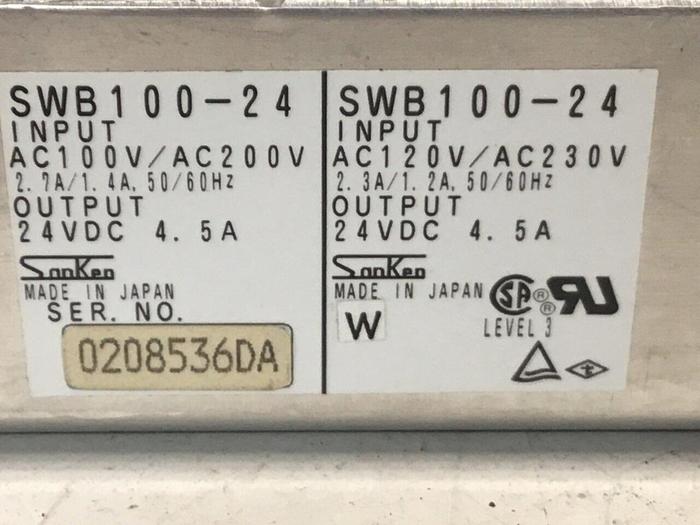 SWB100-24
INPUT
AC100V/AC200V
2.7A/1.4A, 50/60Hz
OUTPUT
24VDC 4.5A
SanKen
MADE IN JAPAN
SER. NO.
0208536DA
SWB100-24
INPUT
AC120V/AC230V
2.3A/1.2A, 50/60Hz
OUTPUT
24VDC 4.5A
SanKen
MADE IN JAPAN
W
SA ® ® RU
LEVEL 3